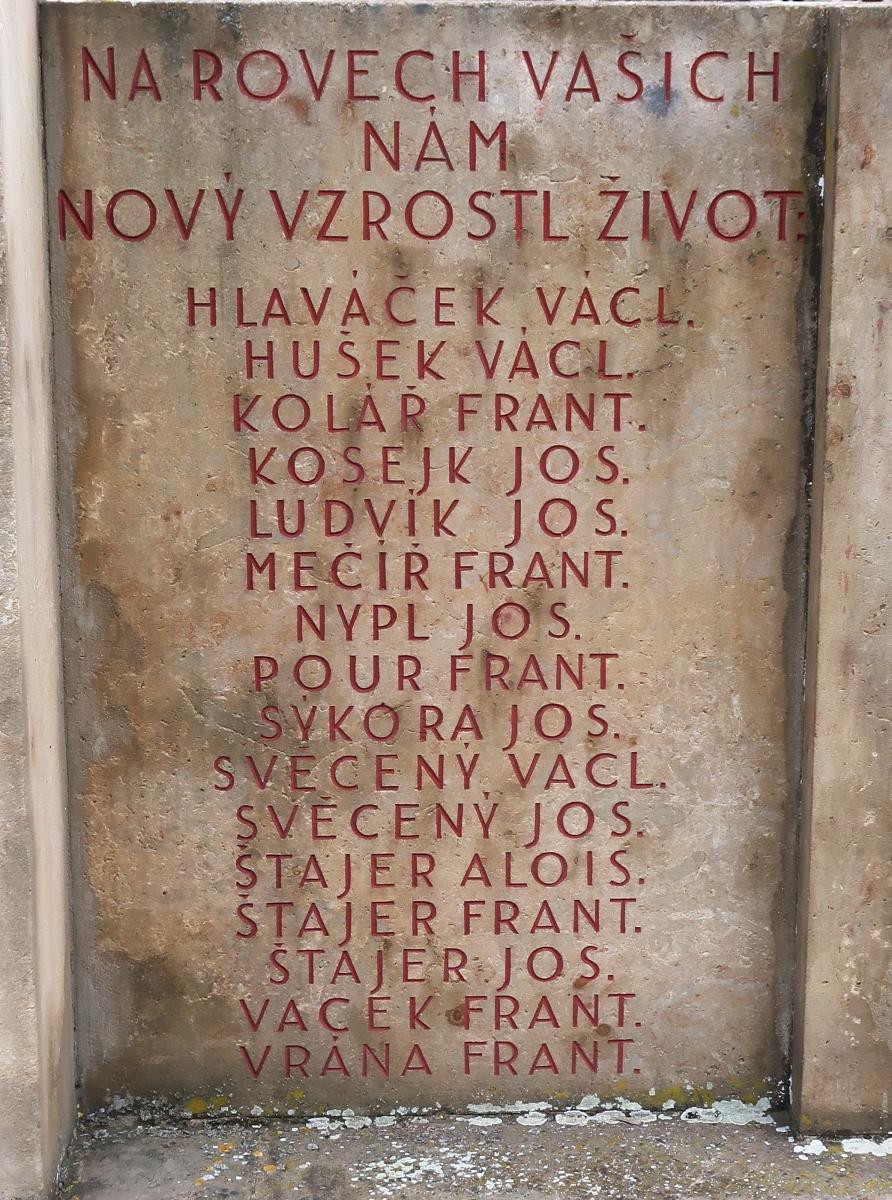 NA ROVECH VAŠICH
NÁM
NOVÝ VZROSTL ŽIVOT:
HLAVÁČEK VÁCL.
HUŠEK VÁCL.
KOLÁŘ FRANT.
KOSEJK JOS.
LUDVÍK JOS.
MEČÍŘ FRANT.
NYPL JOS.
POUR FRANT.
SÝKORA JOS.
SVĚCENÝ VÁCL.
SVĚCENÝ JOS.
ŠTAJER ALOIS.
ŠTAJER FRANT.
ŠTAJER JOS.
VACEK FRANT.
VRÁNA FRANT.